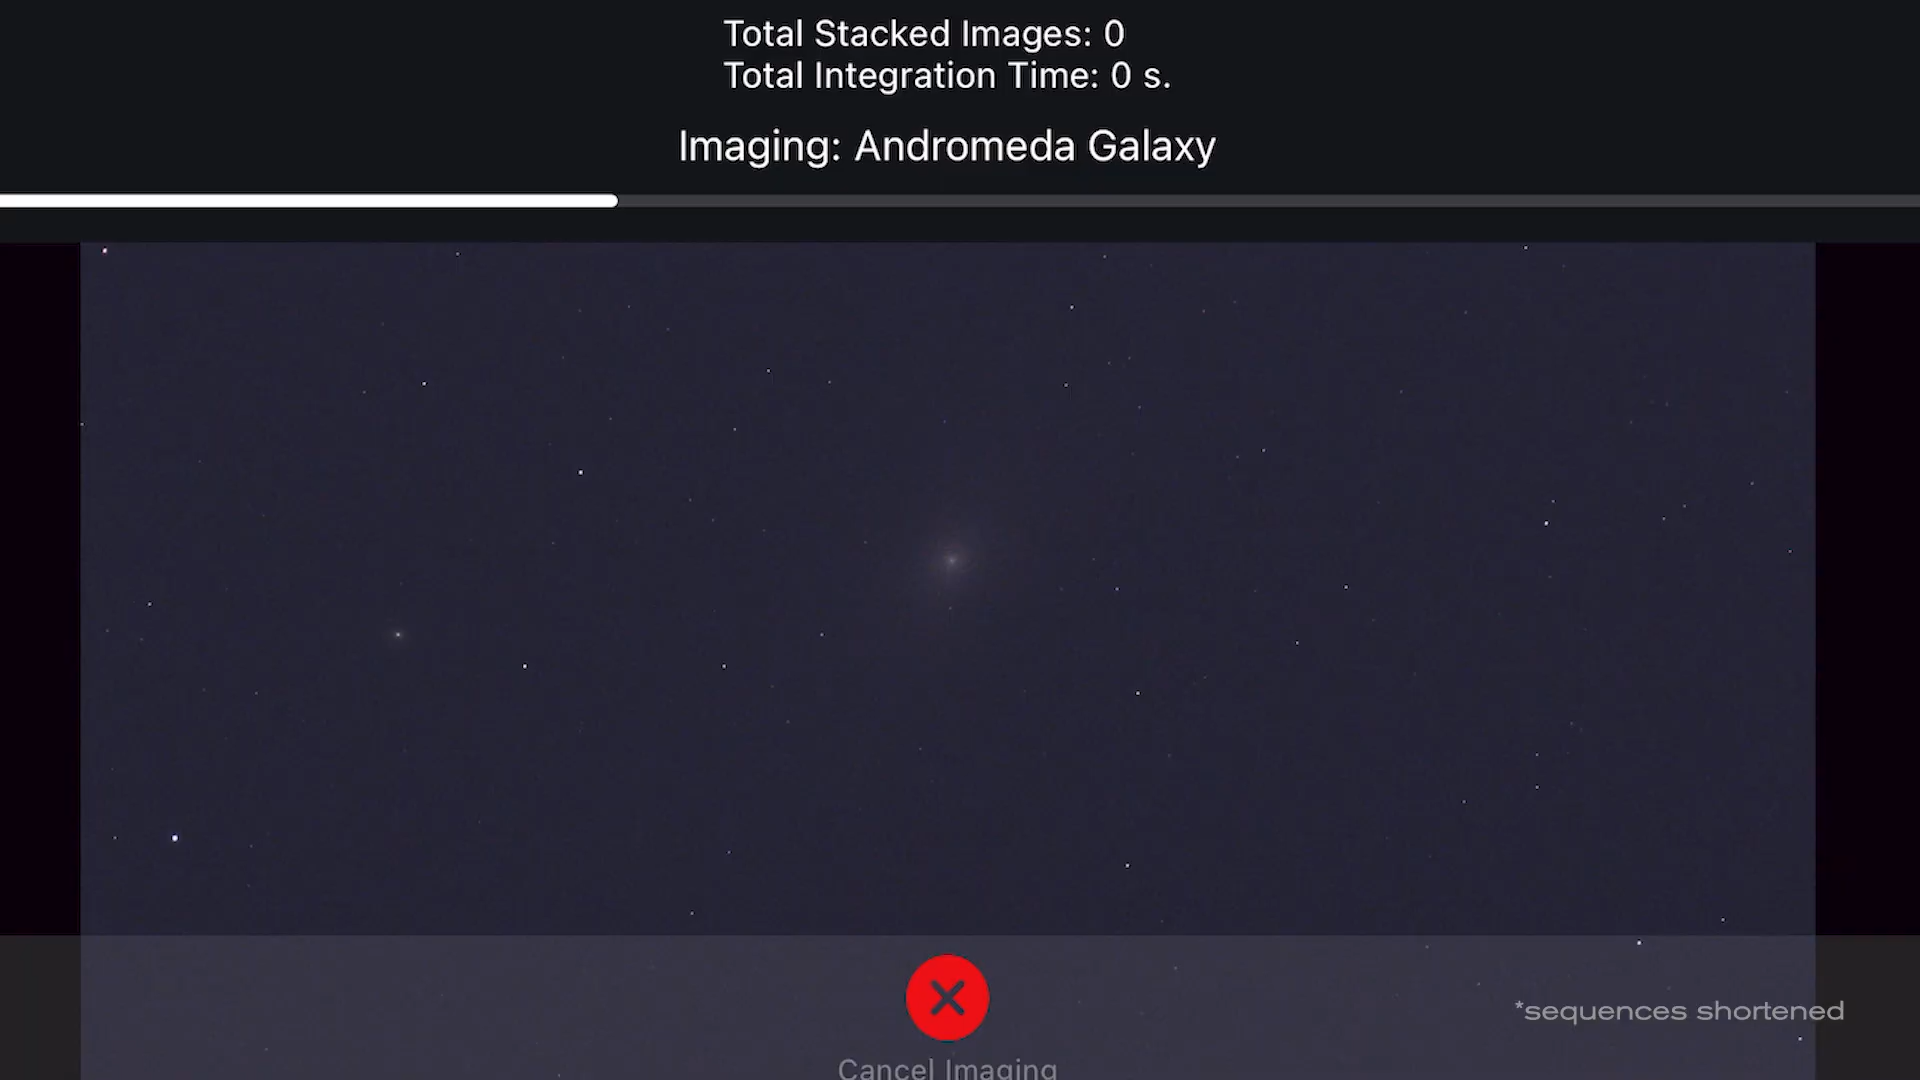 Total Stacked Images: 0
Total Integration Time: 0 s.
Imaging: Andromeda Galaxy
*sequences shortened
Cancel Imaging